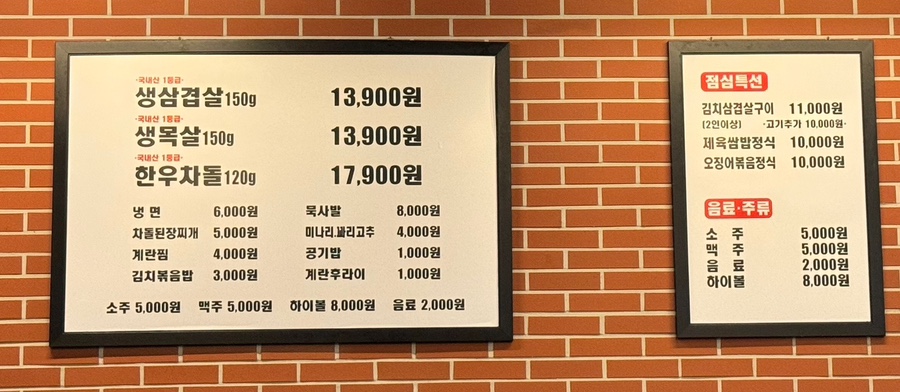 ·국내산 1등급·
생삼겹살150g 13,900원
·국내산 1등급·
생목살150g 13,900원
·국내산 1등급·
한우차돌120g 17,900원
냉 면 6,000원 묵사발 8,000원
차돌된장찌개 5,000원 미나리.꽈리고추 4,000원
계란찜 4,000원 공기밥 1,000원
김치볶음밥 3,000원 계란후라이 1,000원
소주 5,000원 맥주 5,000원 하이볼 8,000원 음료 2,000원
점심특선
김치삼겹살구이 11,000원
(2인이상) ·고기추가 10,000원·
제육쌈밥정식 10,000원
오징어볶음정식 10,000원
음료·주류
소 주 5,000원
맥 주 5,000원
음 료 2,000원
하이볼 8,000원